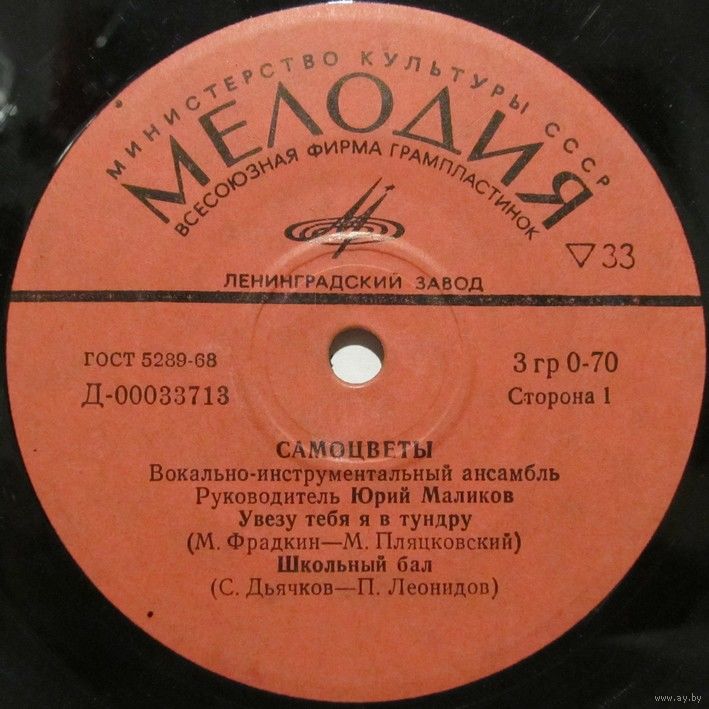 МИНИСТЕРСТВО КУЛЬТУРЫ СССР
МЕЛОДИЯ
ВСЕСОЮЗНАЯ ФИРМА ГРАМПЛАСТИНОК
▽33
ЛЕНИНГРАДСКИЙ ЗАВОД
ГОСТ 5289-68
3 гр 0-70
Д-00033713
Сторона 1
САМОЦВЕТЫ
Вокально-инструментальный ансамбль
Руководитель Юрий Маликов
Увезу тебя я в тундру
(М. Фрадкин—М. Пляцковский)
Школьный бал
(С. Дьячков—П. Леонидов)
www.ay.by